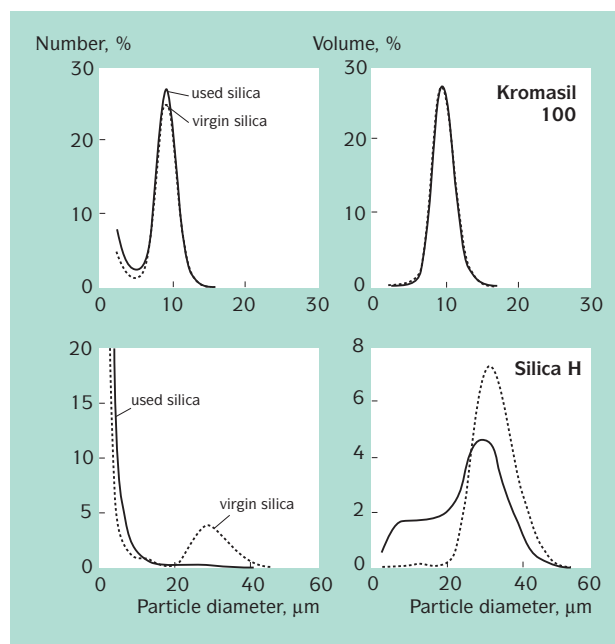 Number, %
Volume, %
30
20
10
0
0 10 20 30
used silica
virgin silica
30
20
10
0
0 10 20 30
Kromasil
100
20
15
10
5
0
0 20 40 60
used silica
virgin silica
Particle diameter, μm
8
6
4
2
0
0 20 40 60
Silica H
Particle diameter, μm